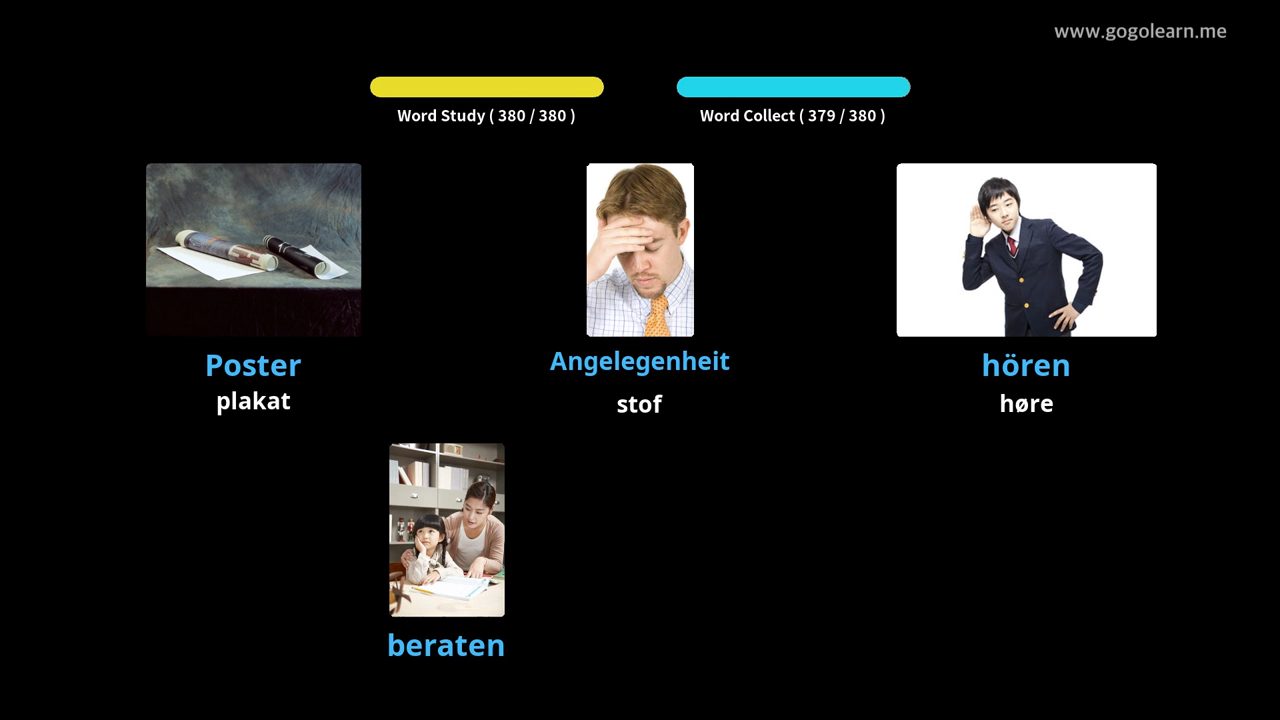 www.gogolearn.me
Word Study ( 380 / 380 )
Word Collect ( 379 / 380 )
Poster
plakat
Angelegenheit
stof
hören
høre
beraten